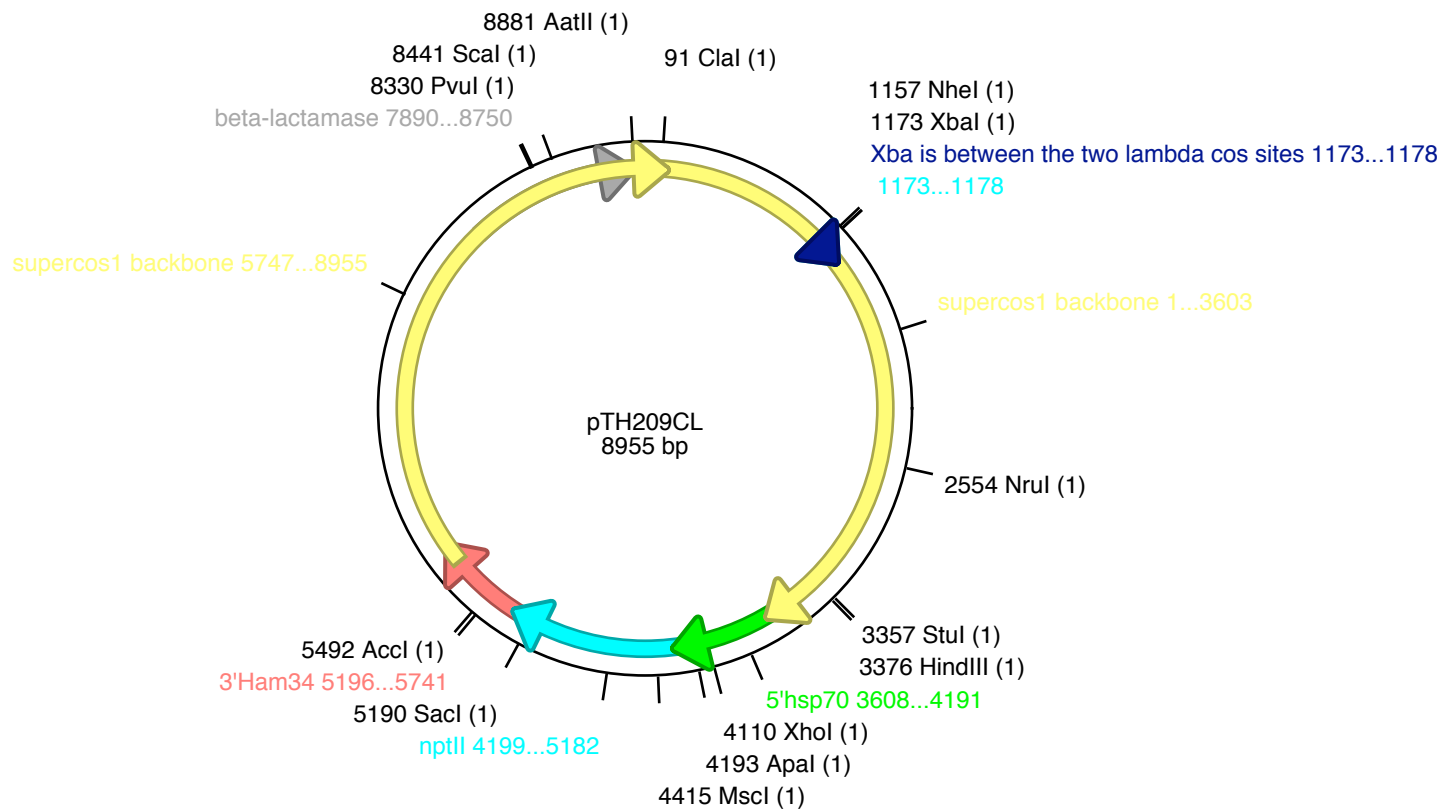 8881 AatII (1)
8441 ScaI (1)
8330 PvuI (1)
beta-lactamase 7890...8750
91 ClaI (1)
1157 NheI (1)
1173 XbaI (1)
Xba is between the two lambda cos sites 1173...1178
1173...1178
supercos1 backbone 5747...8955
supercos1 backbone 1...3603
pTH209CL
8955 bp
2554 NruI (1)
3357 StuI (1)
3376 HindIII (1)
5'hsp70 3608...4191
4110 XhoI (1)
4193 ApaI (1)
4415 MscI (1)
5492 AccI (1)
3'Ham34 5196...5741
5190 SacI (1)
nptII 4199...5182